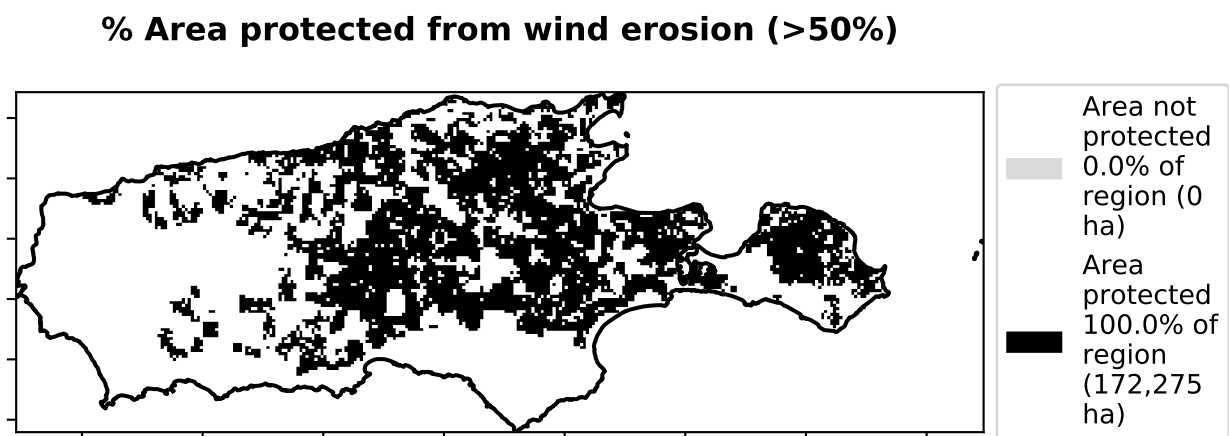 % Area protected from wind erosion (>50%)
Area not
protected
0.0% of
region (0
ha)
Area
protected
100.0% of
region
(172,275
ha)